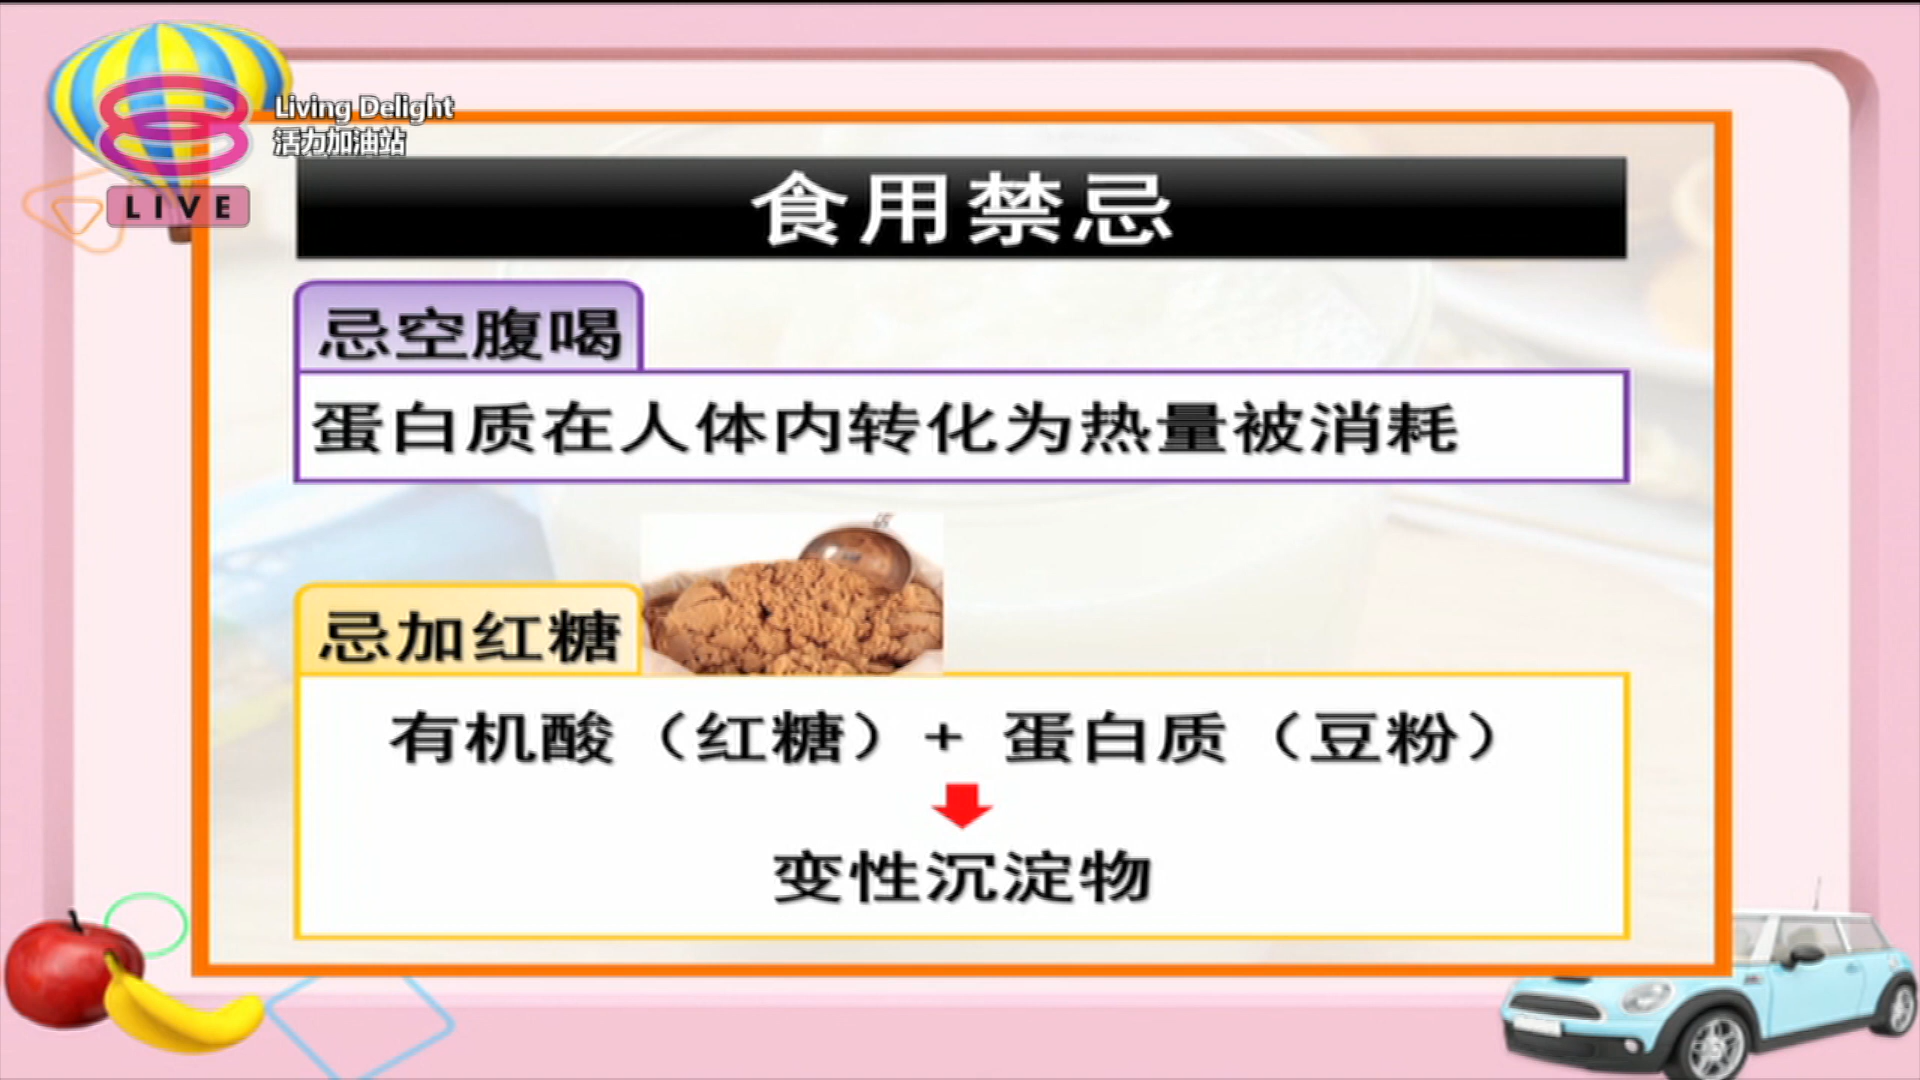 Living Delight
活力加油站
LIVE
食用禁忌
忌空腹喝
蛋白质在人体内转化为热量被消耗
忌加红糖
有机酸（红糖）+ 蛋白质（豆粉）
变性沉淀物